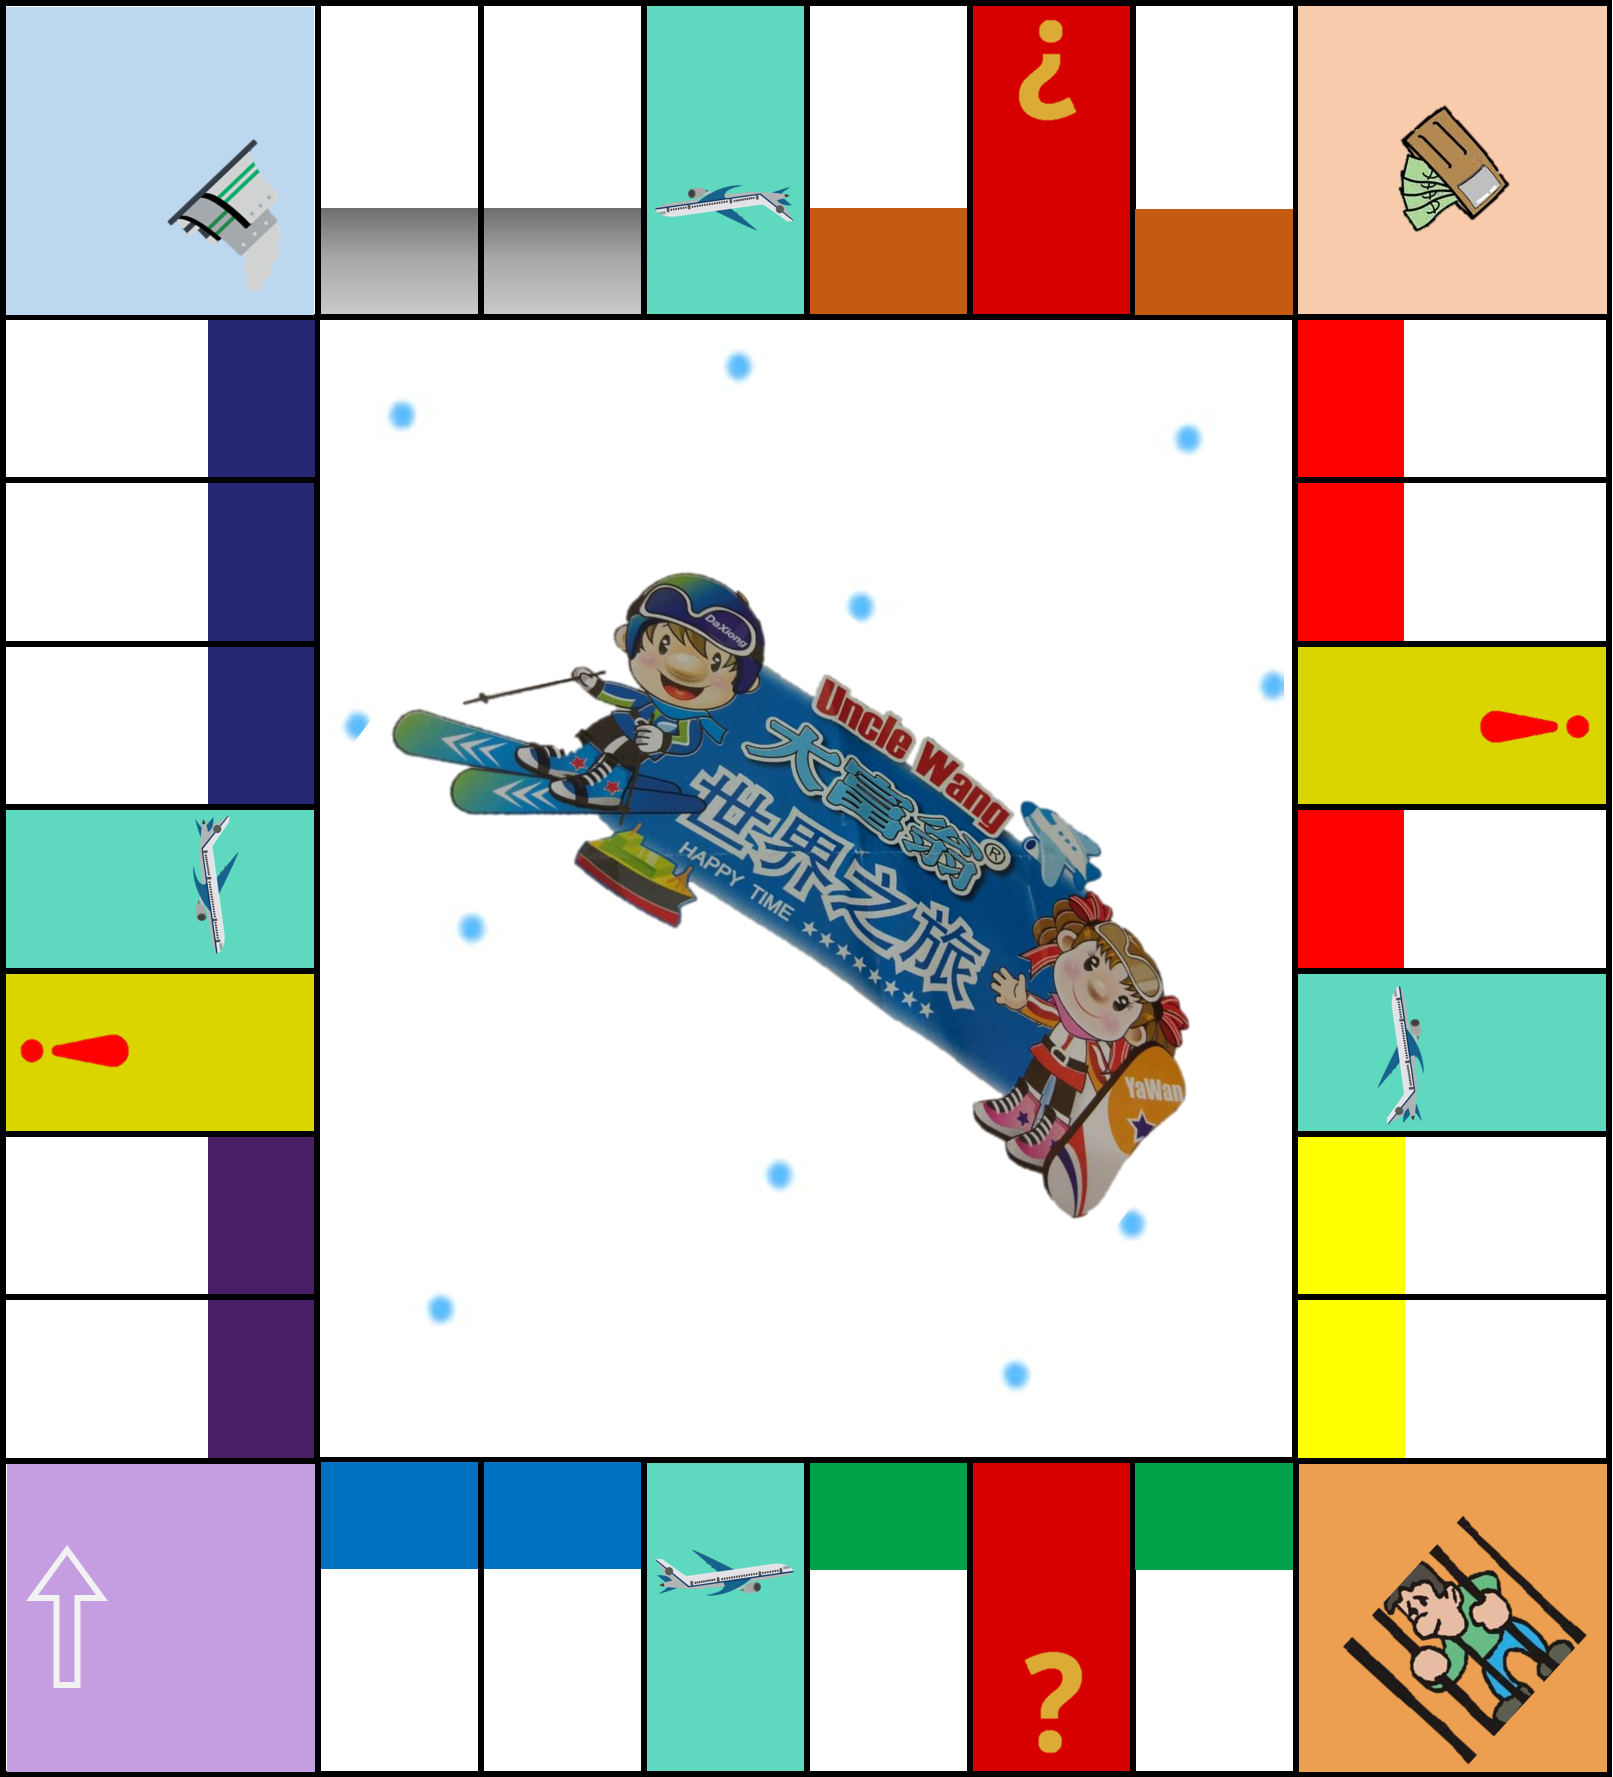 ?
DaXiong
Uncle Wang
大富翁®
世界之旅
HAPPY TIME
YaWan
?